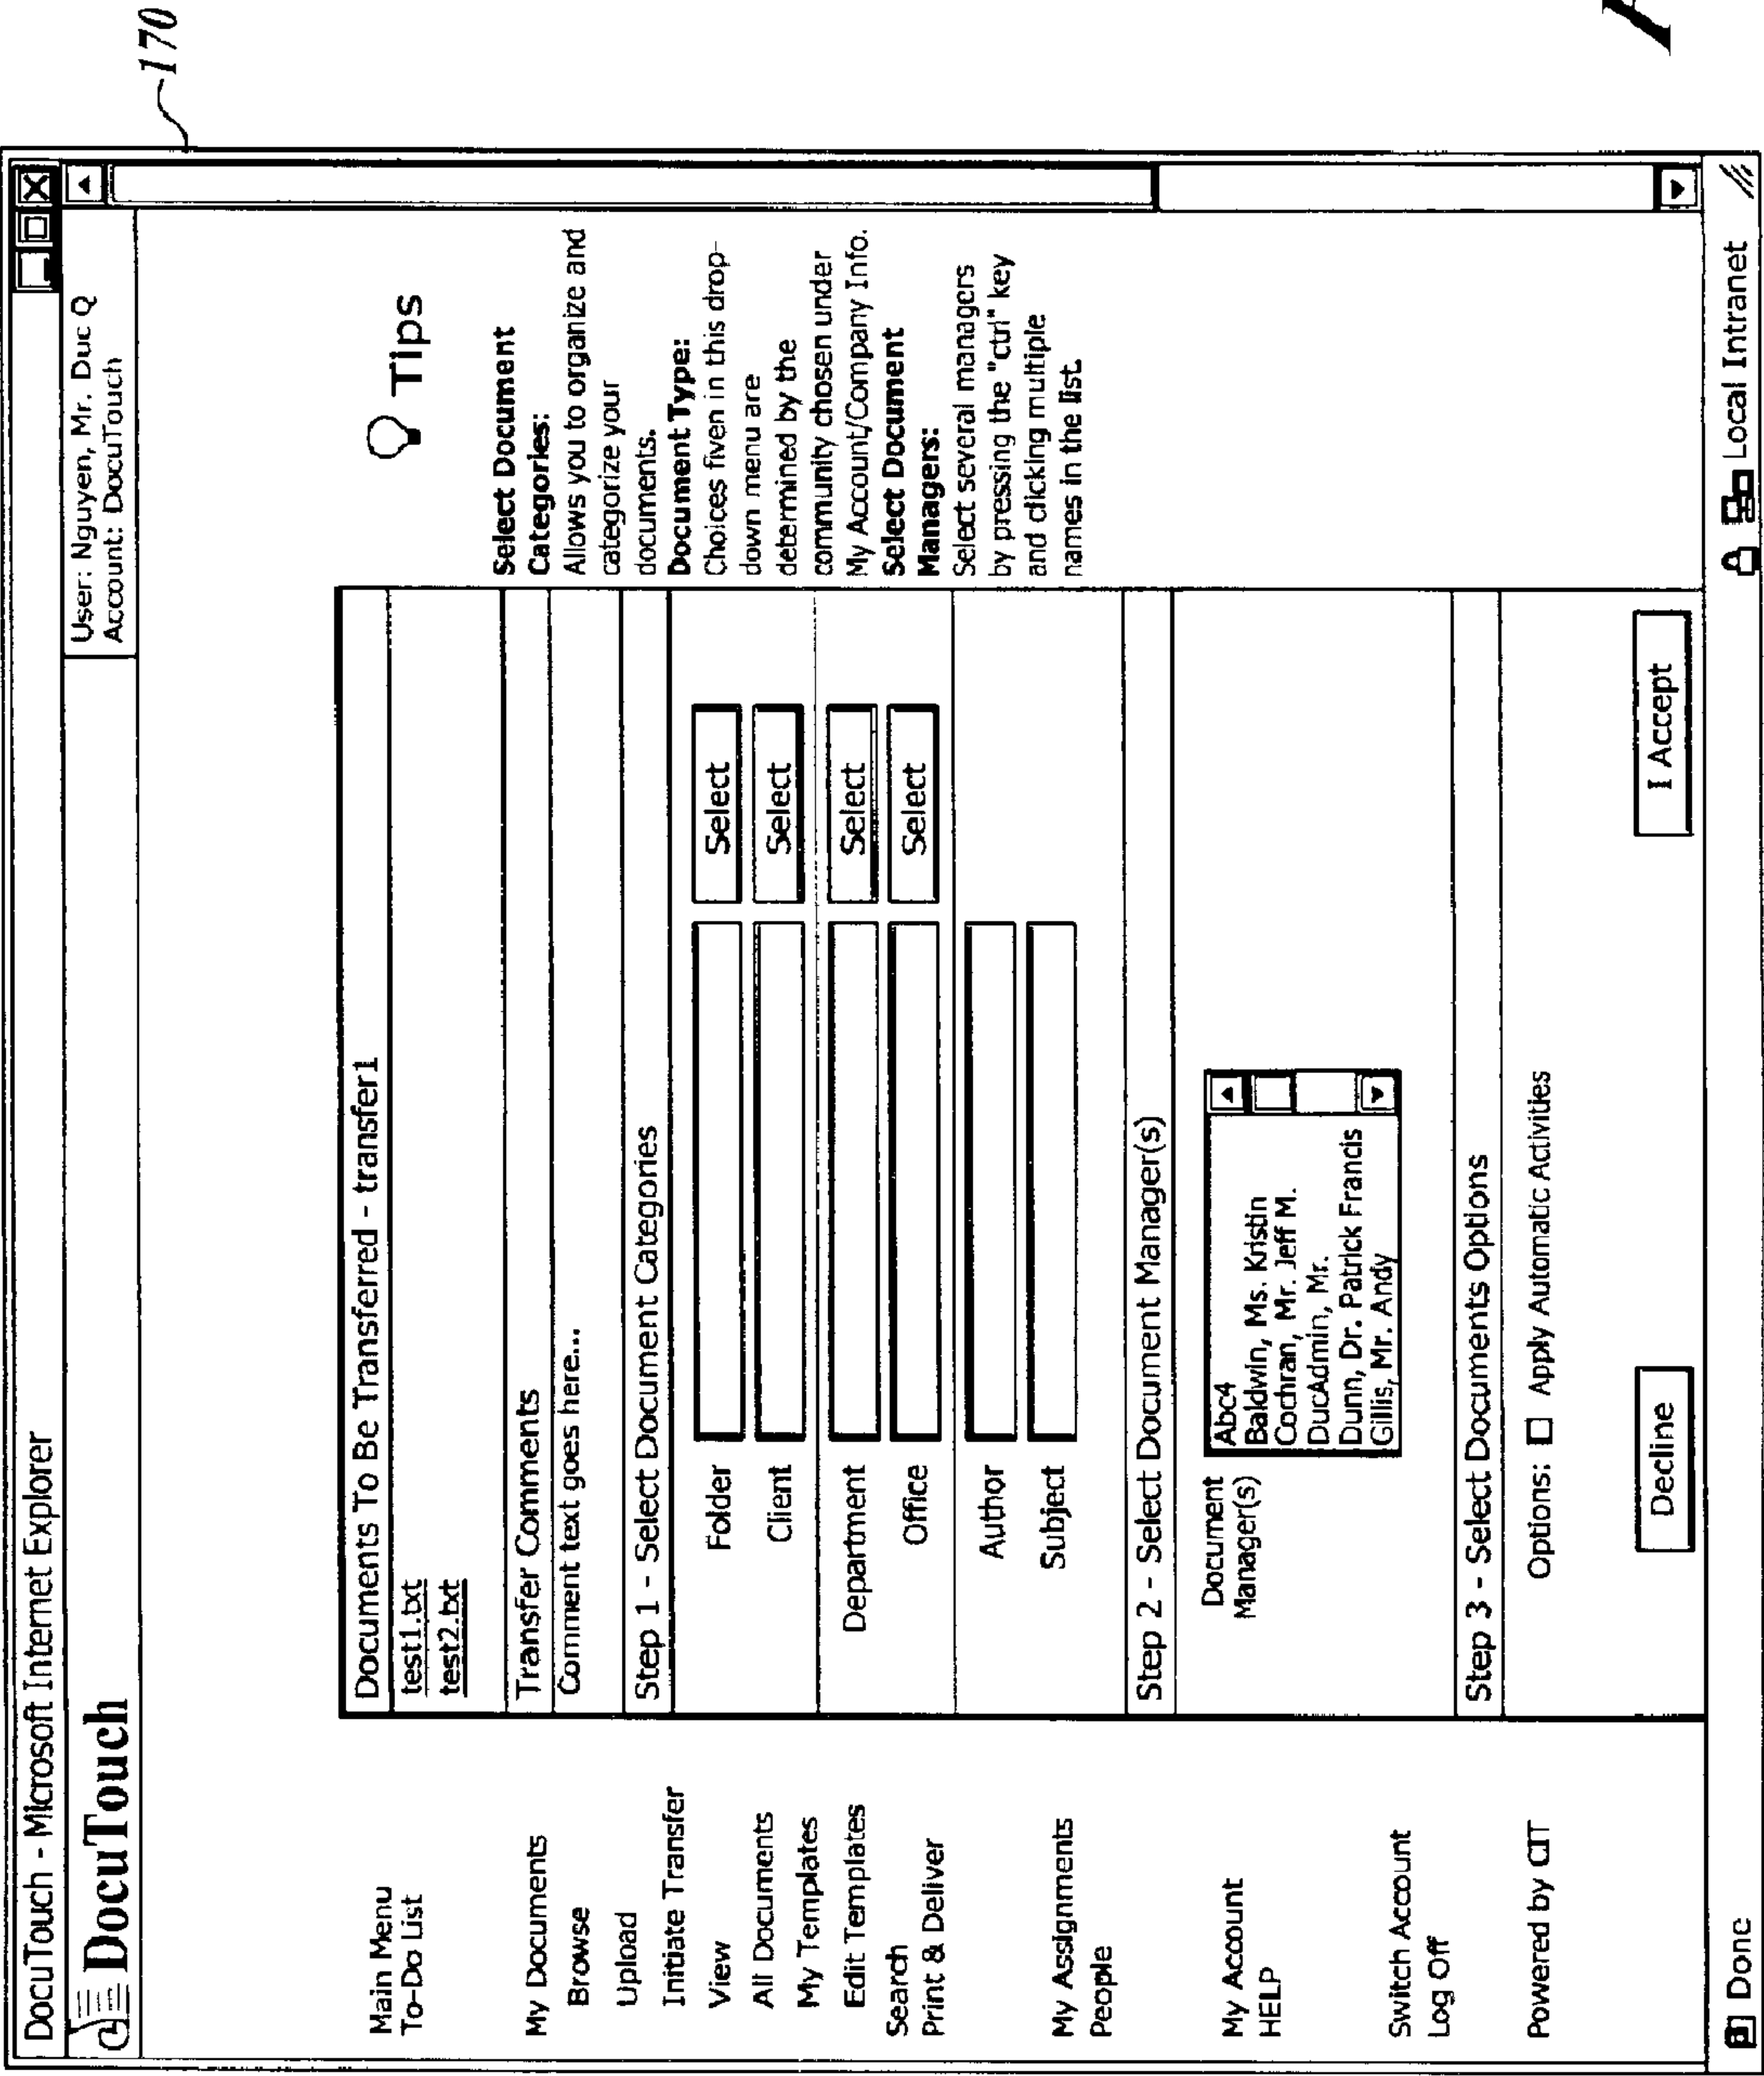 170
DocuTouch - Microsoft Internet Explorer
DocuTouch
User: Nguyen, Mr. Duc Q
Account: DocuTouch
Main Menu
To-Do List
My Documents
Browse
Upload
Initiate Transfer
View
All Documents
My Templates
Edit Templates
Search
Print & Deliver
My Assignments
People
My Account
HELP
Switch Account
Log Off
Powered by CIT
Documents To Be Transferred - transfer1
test1.txt
test2.txt
Transfer Comments
Comment text goes here...
Step 1 - Select Document Categories
Folder Select
Client Select
Department Select
Office Select
Author
Subject
Step 2 - Select Document Manager(s)
Document
Manager(s)
Abc4
Baldwin, Ms. Kristin
Cochran, Mr. Jeff M.
DucAdmin, Mr.
Dunn, Dr. Patrick Francis
Gillis, Mr. Andy
Step 3 - Select Documents Options
Options: Apply Automatic Activities
Decline I Accept
Tips
Select Document
Categories:
Allows you to organize and
categorize your
documents.
Document Type:
Choices fiven in this drop-
down menu are
determined by the
community chosen under
My Account/Company Info.
Select Document
Managers:
Select several managers
by pressing the "ctrl" key
and clicking multiple
names in the list.
Done
Local Intranet